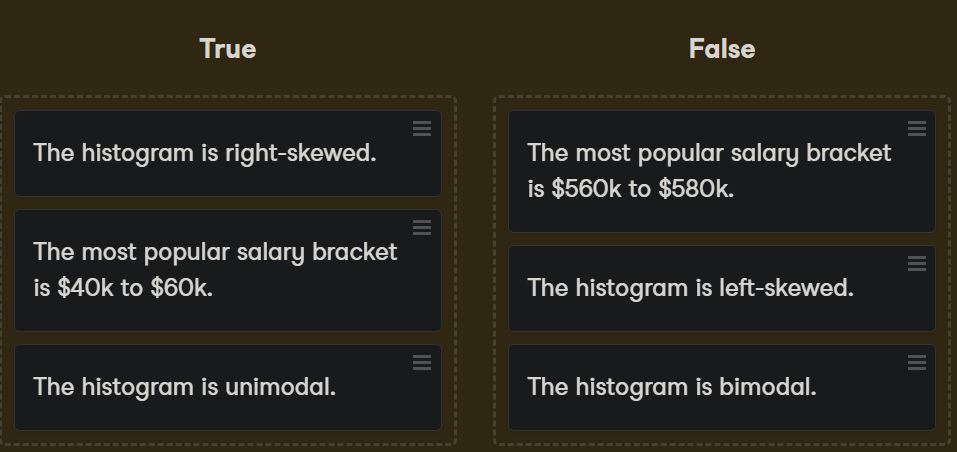 True
The histogram is right-skewed.
The most popular salary bracket
is $40k to $60k.
The histogram is unimodal.
False
The most popular salary bracket
is $560k to $580k.
The histogram is left-skewed.
The histogram is bimodal.